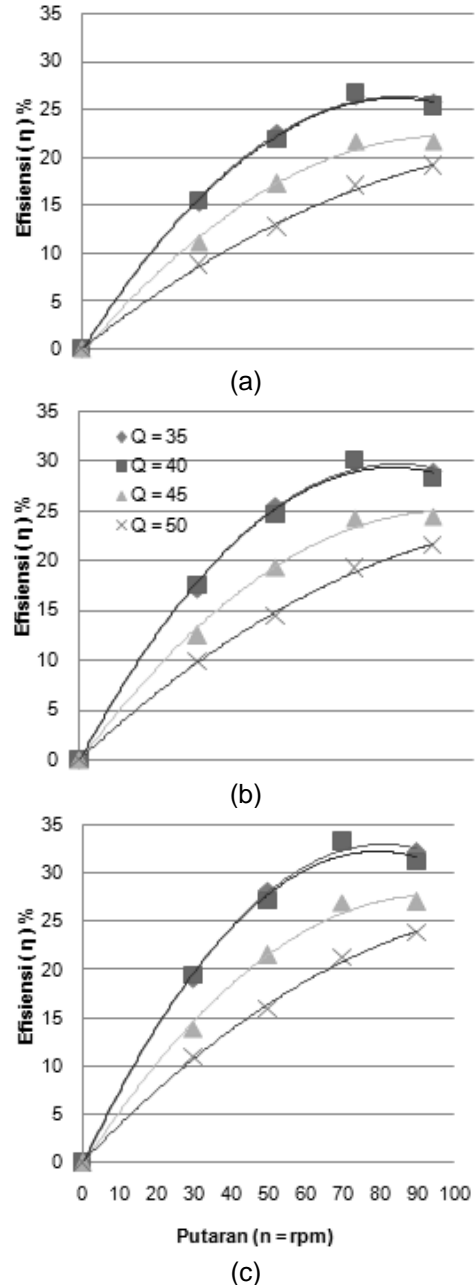 35
30
25
20
15
10
5
0
Efisiensi (η) %
(a)
35
30
25
20
15
10
5
0
Efisiensi (η) %
Q = 35
Q = 40
Q = 45
Q = 50
(b)
35
30
25
20
15
10
5
0
Efisiensi (η) %
0 10 20 30 40 50 60 70 80 90 100
Putaran (n = rpm)
(c)